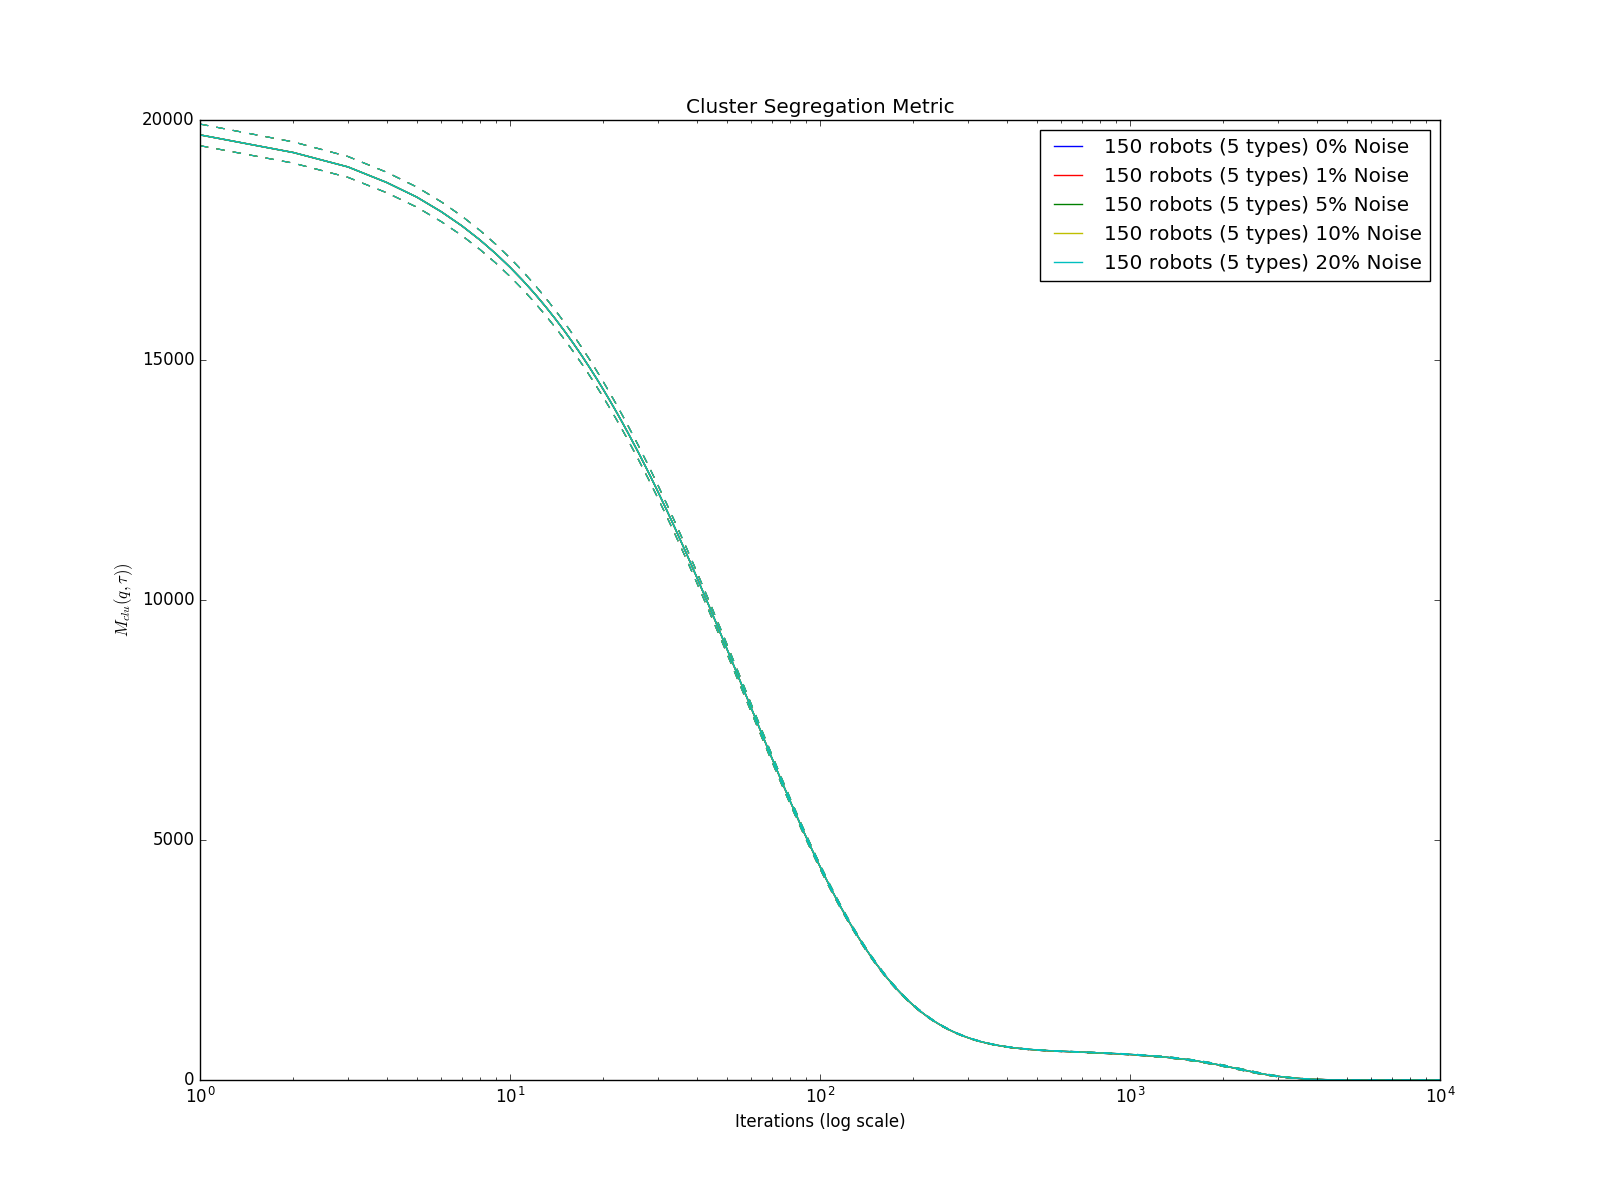 Cluster Segregation Metric
20000
15000
10000
5000
0
M_{clu}(q, τ))
150 robots (5 types) 0% Noise
150 robots (5 types) 1% Noise
150 robots (5 types) 5% Noise
150 robots (5 types) 10% Noise
150 robots (5 types) 20% Noise
10^0 10^1 10^2 10^3 10^4
Iterations (log scale)